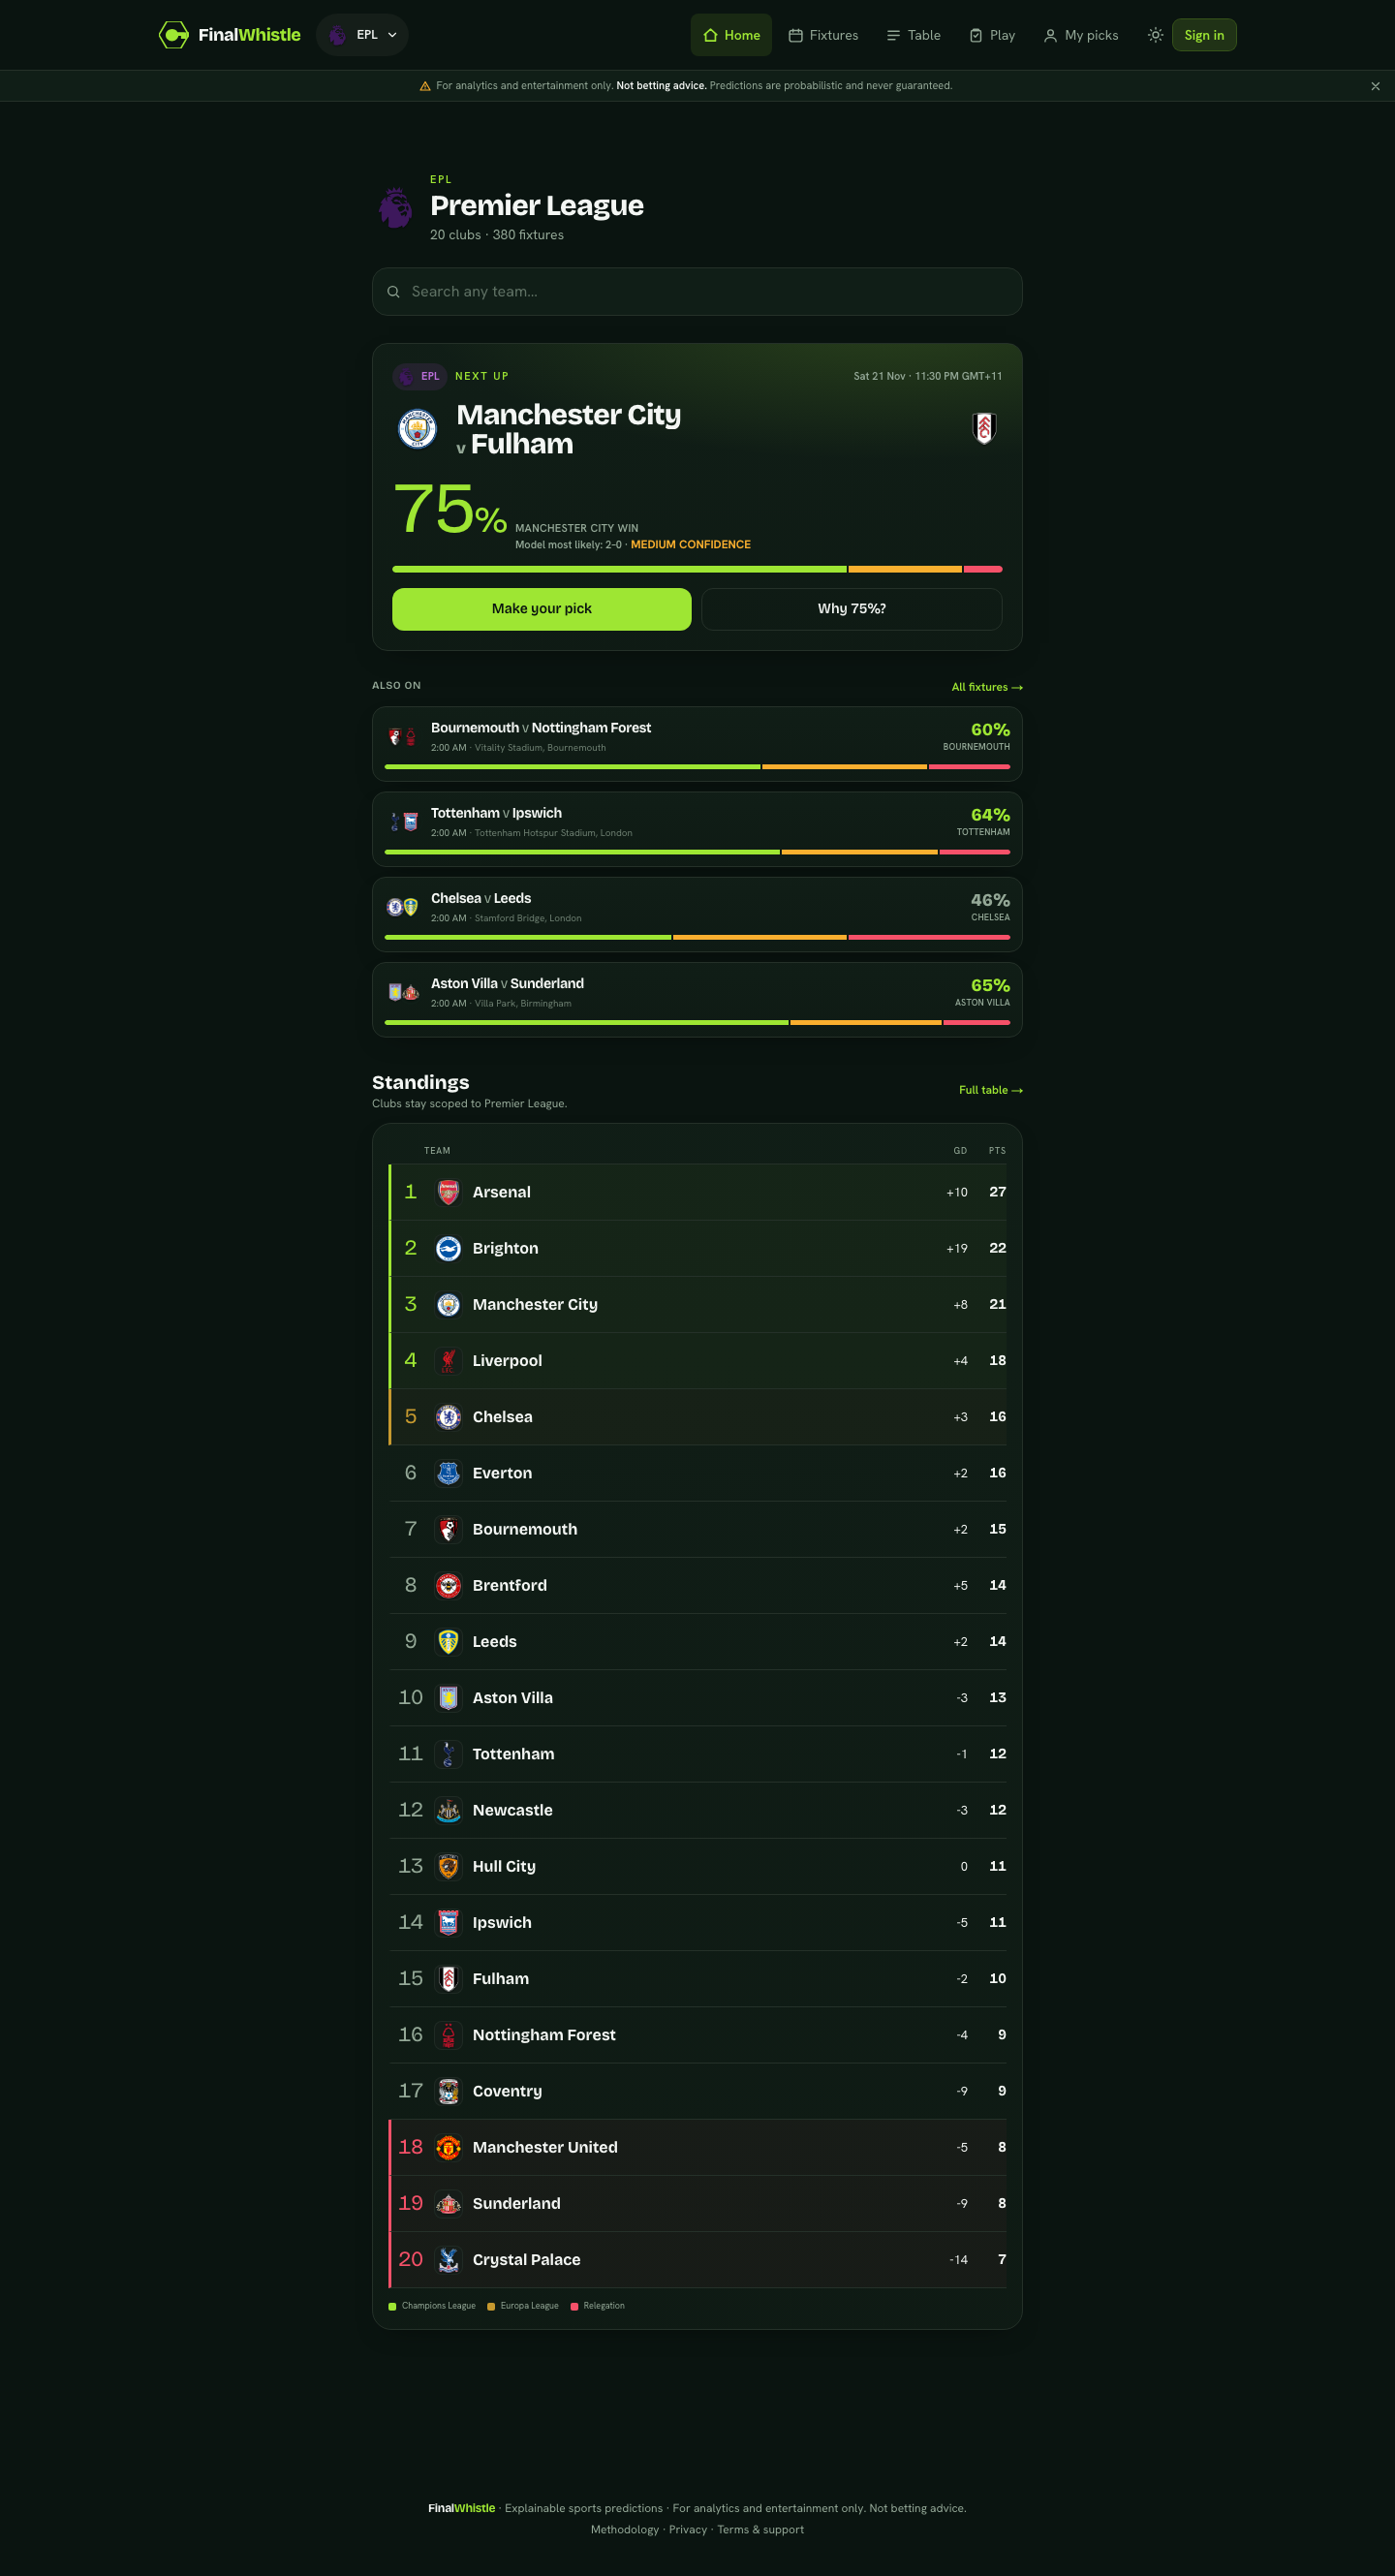 FinalWhistle EPL Home Fixtures Table Play My picks Sign in
For analytics and entertainment only. Not betting advice. Predictions are probabilistic and never guaranteed.
EPL
Premier League
20 clubs · 380 fixtures
Search any team...
EPL NEXT UP Sat 21 Nov · 11:30 PM GMT+11
Manchester City
v Fulham
75% MANCHESTER CITY WIN
Model most likely: 2–0 · MEDIUM CONFIDENCE
Make your pick Why 75%?
ALSO ON All fixtures →
Bournemouth v Nottingham Forest 60%
2:00 AM · Vitality Stadium, Bournemouth BOURNEMOUTH
Tottenham v Ipswich 64%
2:00 AM · Tottenham Hotspur Stadium, London TOTTENHAM
Chelsea v Leeds 46%
2:00 AM · Stamford Bridge, London CHELSEA
Aston Villa v Sunderland 65%
2:00 AM · Villa Park, Birmingham ASTON VILLA
Standings Full table →
Clubs stay scoped to Premier League.
TEAM GD PTS
1 Arsenal +10 27
2 Brighton +19 22
3 Manchester City +8 21
4 Liverpool +4 18
5 Chelsea +3 16
6 Everton +2 16
7 Bournemouth +2 15
8 Brentford +5 14
9 Leeds +2 14
10 Aston Villa -3 13
11 Tottenham -1 12
12 Newcastle -3 12
13 Hull City 0 11
14 Ipswich -5 11
15 Fulham -2 10
16 Nottingham Forest -4 9
17 Coventry -9 9
18 Manchester United -5 8
19 Sunderland -9 8
20 Crystal Palace -14 7
Champions League Europa League Relegation
FinalWhistle · Explainable sports predictions · For analytics and entertainment only. Not betting advice.
Methodology · Privacy · Terms & support